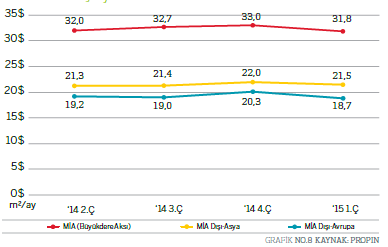 35$
32,0 32,7 33,0 31,8
30$
25$
21,3 21,4 22,0 21,5
20$
19,2 19,0 20,3 18,7
15$
10$
5$
0$
m²/ay
'14 2.Ç '14 3.Ç '14 4.Ç '15 1.Ç
MİA (Büyükdere Aksı) MİA Dışı-Asya MİA Dışı-Avrupa
GRAFİK NO.8 KAYNAK: PROPIN